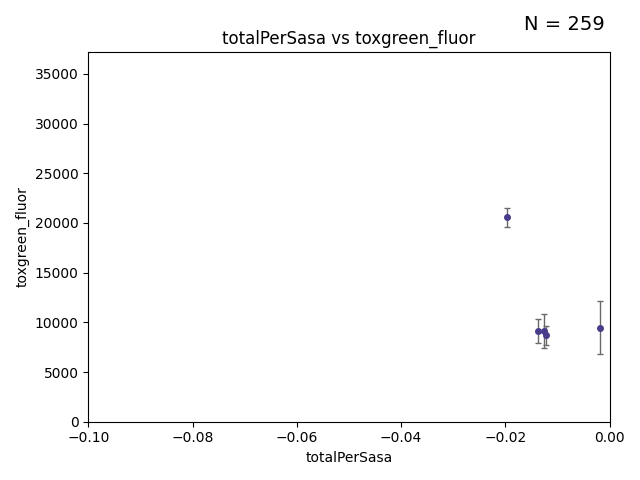 N = 259
totalPerSasa vs toxgreen_fluor
35000
30000
25000
20000
15000
10000
5000
0
toxgreen_fluor
−0.10 −0.08 −0.06 −0.04 −0.02 0.00
totalPerSasa